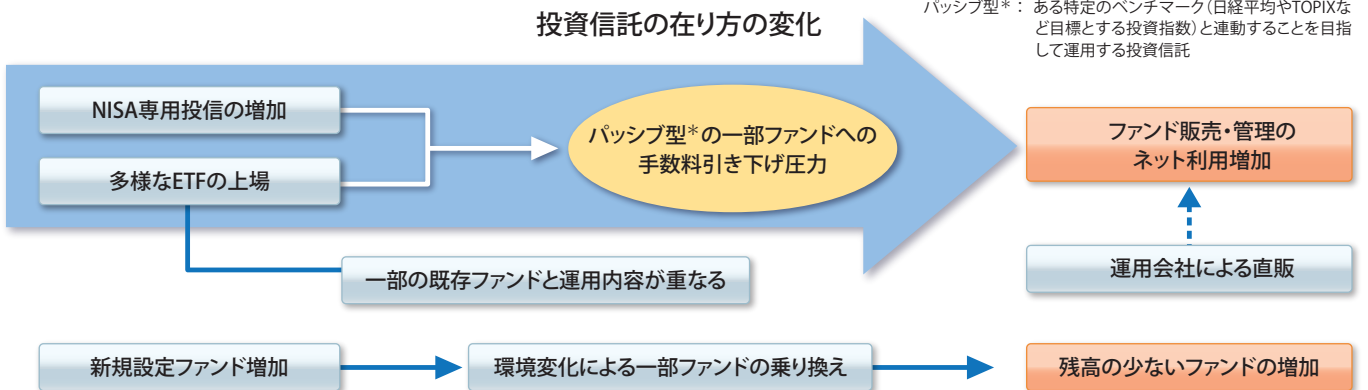 投資信託の在り方の変化
パッシブ型*： ある特定のベンチマーク（日経平均やTOPIXな
ど目標とする投資指数）と連動することを目指
して運用する投資信託
NISA専用投信の増加
多様なETFの上場
パッシブ型*の一部ファンドへの
手数料引き下げ圧力
ファンド販売・管理の
ネット利用増加
一部の既存ファンドと運用内容が重なる
運用会社による直販
新規設定ファンド増加
環境変化による一部ファンドの乗り換え
残高の少ないファンドの増加